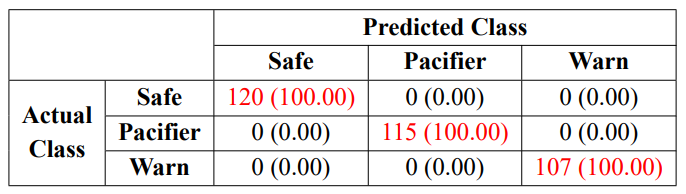 Predicted Class
Safe Pacifier Warn
Actual Class
Safe 120 (100.00) 0 (0.00) 0 (0.00)
Pacifier 0 (0.00) 115 (100.00) 0 (0.00)
Warn 0 (0.00) 0 (0.00) 107 (100.00)